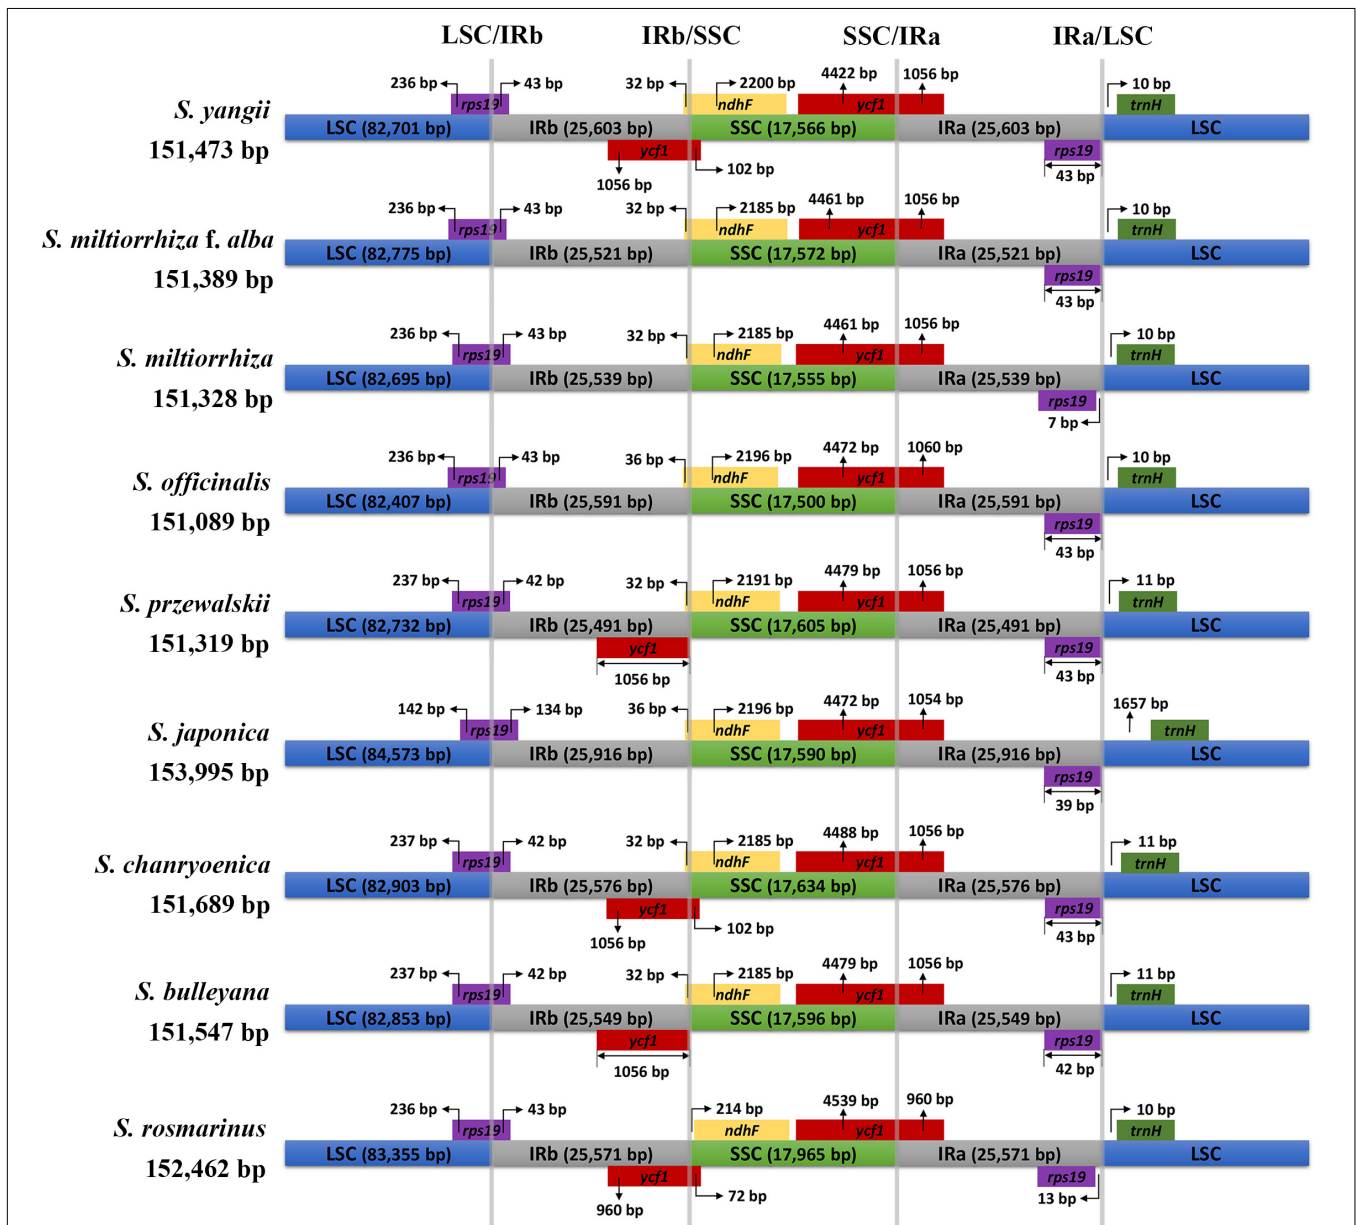 LSC/IRb IRb/SSC SSC/IRa IRa/LSC
236 bp 43 bp 32 bp 2200 bp 4422 bp 1056 bp 10 bp
S. yangii rps19 ndhF ycf1 trnH
LSC (82,701 bp) IRb (25,603 bp) SSC (17,566 bp) IRa (25,603 bp) LSC
151,473 bp ycf1 rps19
1056 bp 102 bp 43 bp
236 bp 43 bp 32 bp 2185 bp 4461 bp 1056 bp 10 bp
rps19 ndhF ycf1 trnH
S. miltiorrhiza f. alba LSC (82,775 bp) IRb (25,521 bp) SSC (17,572 bp) IRa (25,521 bp) LSC
151,389 bp rps19
43 bp
236 bp 43 bp 32 bp 2185 bp 4461 bp 1056 bp 10 bp
S. miltiorrhiza rps19 ndhF ycf1 trnH
LSC (82,695 bp) IRb (25,539 bp) SSC (17,555 bp) IRa (25,539 bp) LSC
151,328 bp rps19
7 bp
236 bp 43 bp 36 bp 2196 bp 4472 bp 1060 bp 10 bp
S. officinalis rps19 ndhF ycf1 trnH
LSC (82,407 bp) IRb (25,591 bp) SSC (17,500 bp) IRa (25,591 bp) LSC
151,089 bp rps19
43 bp
237 bp 42 bp 32 bp 2191 bp 4479 bp 1056 bp 11 bp
S. przewalskii rps19 ndhF ycf1 trnH
LSC (82,732 bp) IRb (25,491 bp) SSC (17,605 bp) IRa (25,491 bp) LSC
151,319 bp ycf1 rps19
1056 bp 43 bp
142 bp 134 bp 36 bp 2196 bp 4472 bp 1054 bp 1657 bp
S. japonica rps19 ndhF ycf1 trnH
LSC (84,573 bp) IRb (25,916 bp) SSC (17,590 bp) IRa (25,916 bp) LSC
153,995 bp rps19
39 bp
237 bp 42 bp 32 bp 2185 bp 4488 bp 1056 bp 11 bp
S. chanryoenica rps19 ndhF ycf1 trnH
LSC (82,903 bp) IRb (25,576 bp) SSC (17,634 bp) IRa (25,576 bp) LSC
151,689 bp ycf1 rps19
1056 bp 102 bp 43 bp
237 bp 42 bp 32 bp 2185 bp 4479 bp 1056 bp 11 bp
S. bulleyana rps19 ndhF ycf1 trnH
LSC (82,853 bp) IRb (25,549 bp) SSC (17,596 bp) IRa (25,549 bp) LSC
151,547 bp ycf1 rps19
1056 bp 42 bp
236 bp 43 bp 214 bp 4539 bp 960 bp 10 bp
S. rosmarinus rps19 ndhF ycf1 trnH
LSC (83,355 bp) IRb (25,571 bp) SSC (17,965 bp) IRa (25,571 bp) LSC
152,462 bp ycf1 rps19
960 bp 72 bp 13 bp